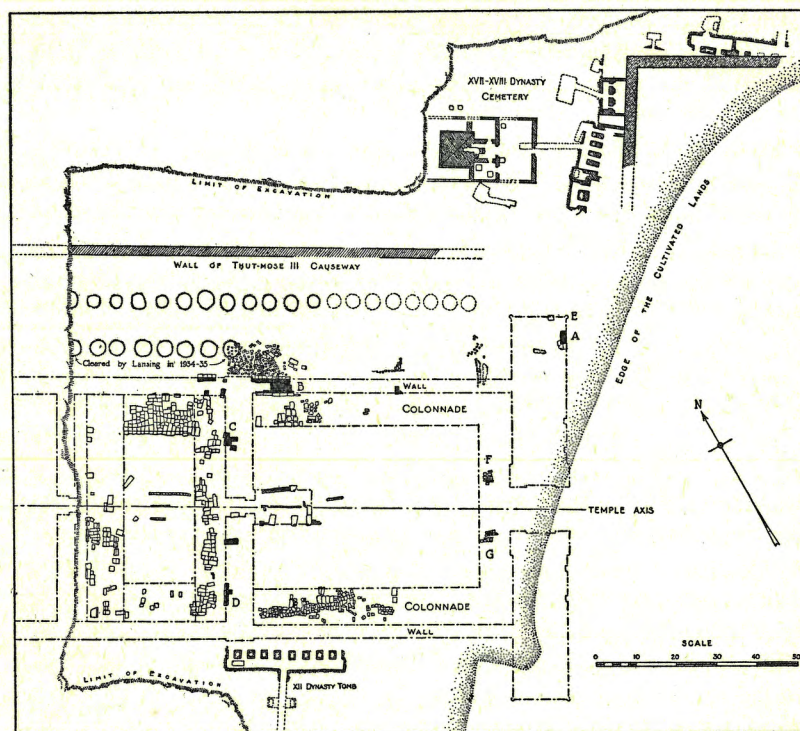 XVII-XVIII DYNASTY
CEMETERY
LIMIT OF EXCAVATION
WALL OF THUT-MOSE III CAUSEWAY
EDGE OF THE CULTIVATED LANDS
E
A
Cleared by Lansing in 1934-35
B
WALL
COLONNADE
C
N
F
TEMPLE AXIS
G
D
COLONNADE
WALL
SCALE
0 10 20 30 40 50
LIMIT OF EXCAVATION
XII DYNASTY TOMB